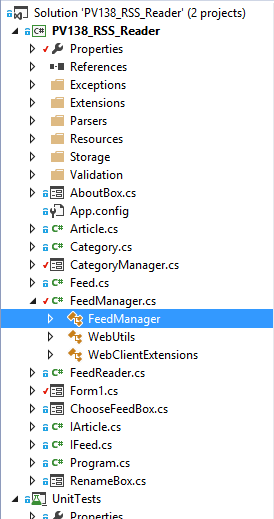 Solution 'PV138_RSS_Reader' (2 projects)
C# PV138_RSS_Reader
Properties
References
Exceptions
Extensions
Parsers
Resources
Storage
Validation
AboutBox.cs
App.config
C# Article.cs
C# Category.cs
CategoryManager.cs
C# Feed.cs
C# FeedManager.cs
FeedManager
WebUtils
WebClientExtensions
C# FeedReader.cs
Form1.cs
ChooseFeedBox.cs
C# IArticle.cs
C# IFeed.cs
C# Program.cs
RenameBox.cs
UnitTests
Properties